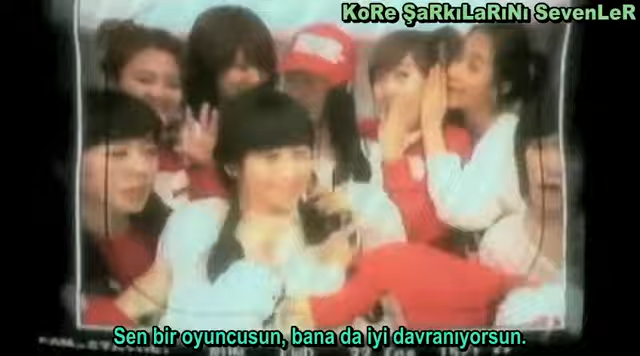 KoRe ŞaRkıLaRıNı SevenLeR
Sen bir oyuncusun, bana da iyi davranıyorsun.